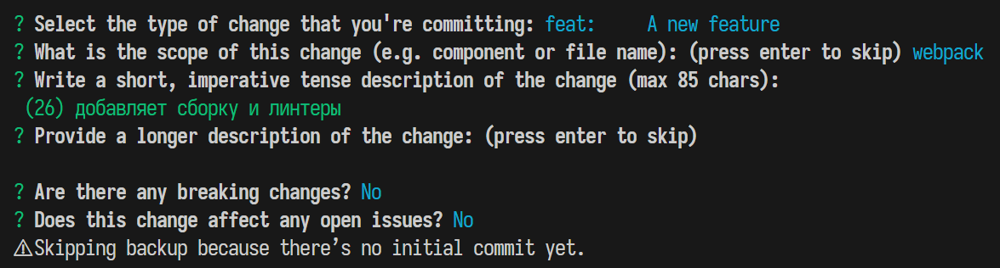 ? Select the type of change that you're committing: feat:     A new feature
? What is the scope of this change (e.g. component or file name): (press enter to skip) webpack
? Write a short, imperative tense description of the change (max 85 chars):
(26) добавляет сборку и линтеры
? Provide a longer description of the change: (press enter to skip)
? Are there any breaking changes? No
? Does this change affect any open issues? No
⚠Skipping backup because there’s no initial commit yet.